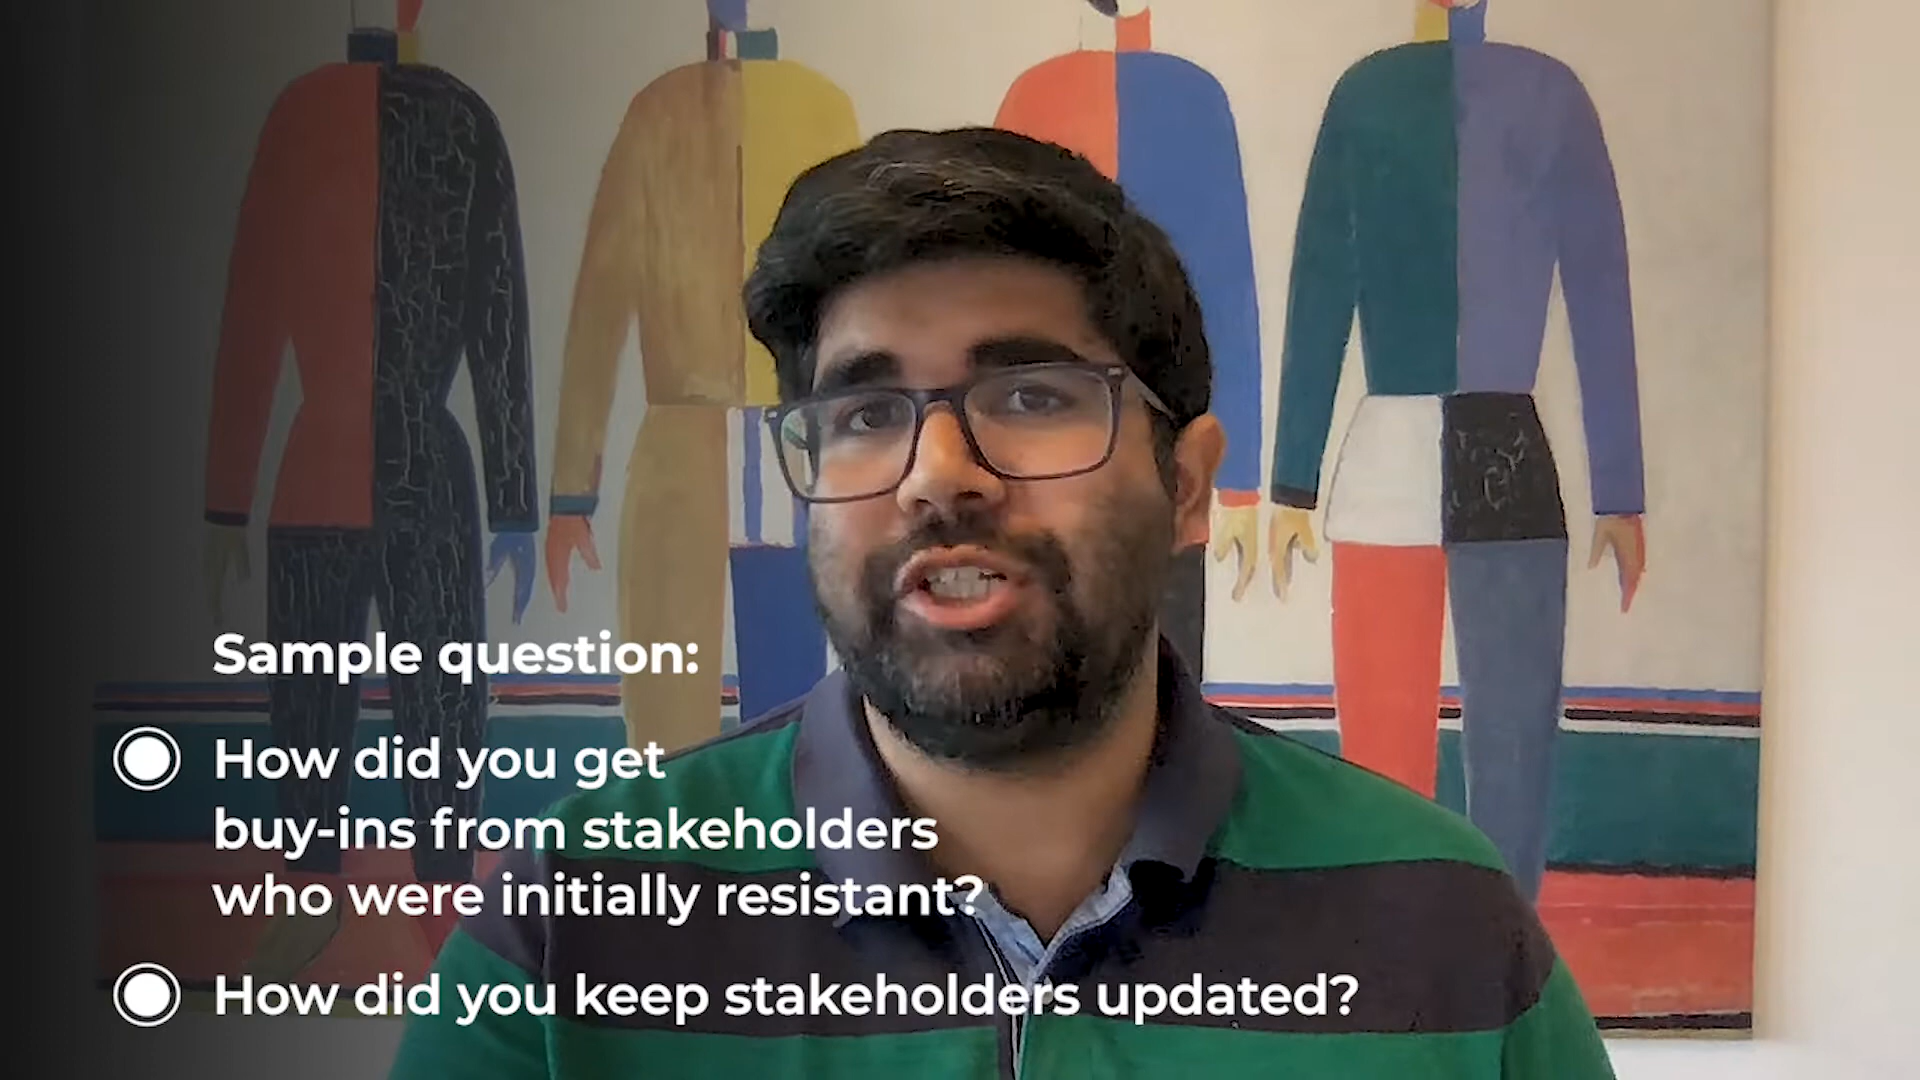 Sample question:
How did you get
buy-ins from stakeholders
who were initially resistant?
How did you keep stakeholders updated?